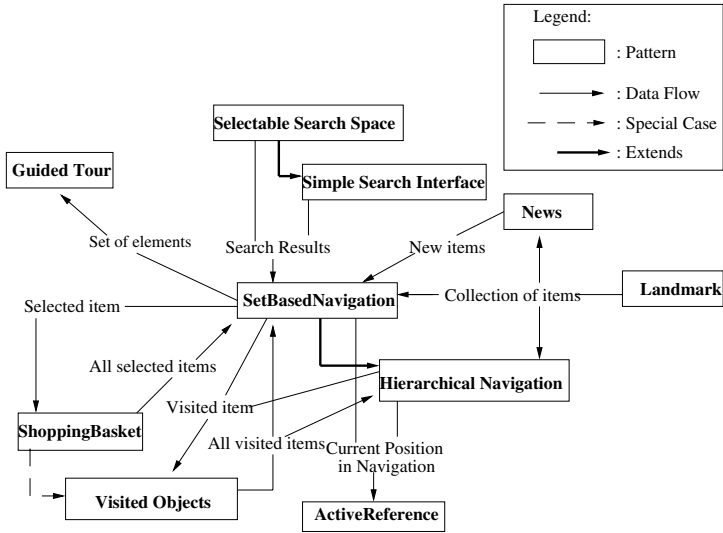 Legend:
: Pattern
: Data Flow
: Special Case
: Extends
Selectable Search Space
Guided Tour
Simple Search Interface
News
Set of elements
Search Results
New items
Selected item
SetBasedNavigation
Collection of items
Landmark
All selected items
Hierarchical Navigation
Visited item
ShoppingBasket
All visited items
Current Position
in Navigation
Visited Objects
ActiveReference